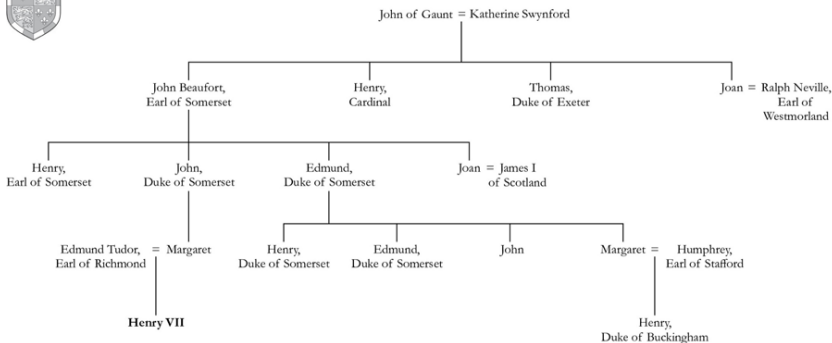 John of Gaunt = Katherine Swynford
John Beaufort,
Earl of Somerset
Henry,
Cardinal
Thomas,
Duke of Exeter
Joan = Ralph Neville,
Earl of
Westmorland
Henry,
Earl of Somerset
John,
Duke of Somerset
Edmund,
Duke of Somerset
Joan = James I
of Scotland
Edmund Tudor, = Margaret
Earl of Richmond
Henry,
Duke of Somerset
Edmund,
Duke of Somerset
John
Margaret = Humphrey,
Earl of Stafford
Henry VII
Henry,
Duke of Buckingham